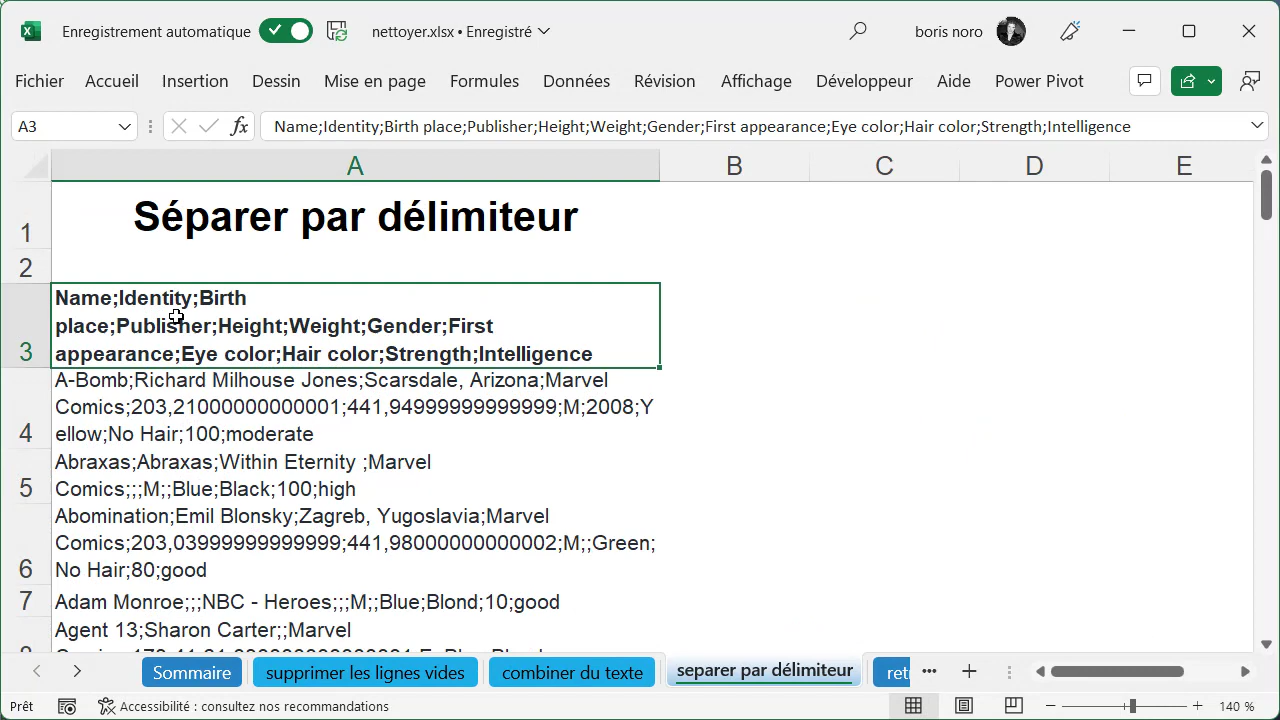 Enregistrement automatique
nettoyer.xlsx • Enregistré
boris noro
Fichier Accueil Insertion Dessin Mise en page Formules Données Révision Affichage Développeur Aide Power Pivot
A3
fx
Name;Identity;Birth place;Publisher;Height;Weight;Gender;First appearance;Eye color;Hair color;Strength;Intelligence
A B C D E
1 Séparer par délimiteur
2
Name;Identity;Birth
place;Publisher;Height;Weight;Gender;First
3 appearance;Eye color;Hair color;Strength;Intelligence
A-Bomb;Richard Milhouse Jones;Scarsdale, Arizona;Marvel
Comics;203,21000000000001;441,94999999999999;M;2008;Y
4 ellow;No Hair;100;moderate
Abraxas;Abraxas;Within Eternity ;Marvel
5 Comics;;;M;;Blue;Black;100;high
Abomination;Emil Blonsky;Zagreb, Yugoslavia;Marvel
Comics;203,03999999999999;441,98000000000002;M;;Green;
6 No Hair;80;good
7 Adam Monroe;;;NBC - Heroes;;;M;;Blue;Blond;10;good
Agent 13;Sharon Carter;;Marvel
Sommaire supprimer les lignes vides combiner du texte separer par délimiteur
Prêt Accessibilité : consultez nos recommandations 140 %